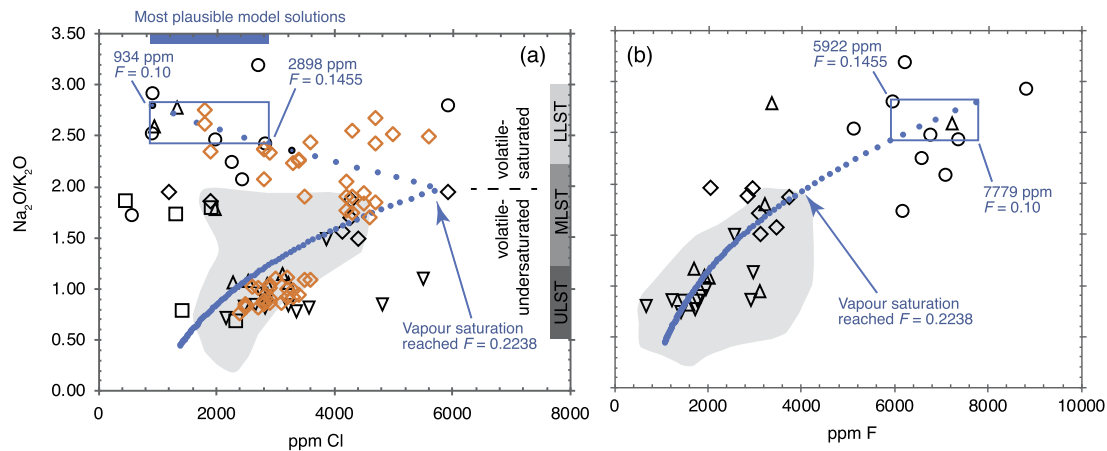 Most plausible model solutions
3.50
3.00
2.50
2.00
1.50
1.00
0.50
0.00
Na2O/K2O
0
2000
4000
6000
8000
ppm Cl
(a)
934 ppm
F = 0.10
2898 ppm
F = 0.1455
volatile-
saturated
volatile-
undersaturated
LLST
MLST
ULST
Vapour saturation
reached F = 0.2238
(b)
5922 ppm
F = 0.1455
7779 ppm
F = 0.10
Vapour saturation
reached F = 0.2238
0
2000
4000
6000
8000
10000
ppm F